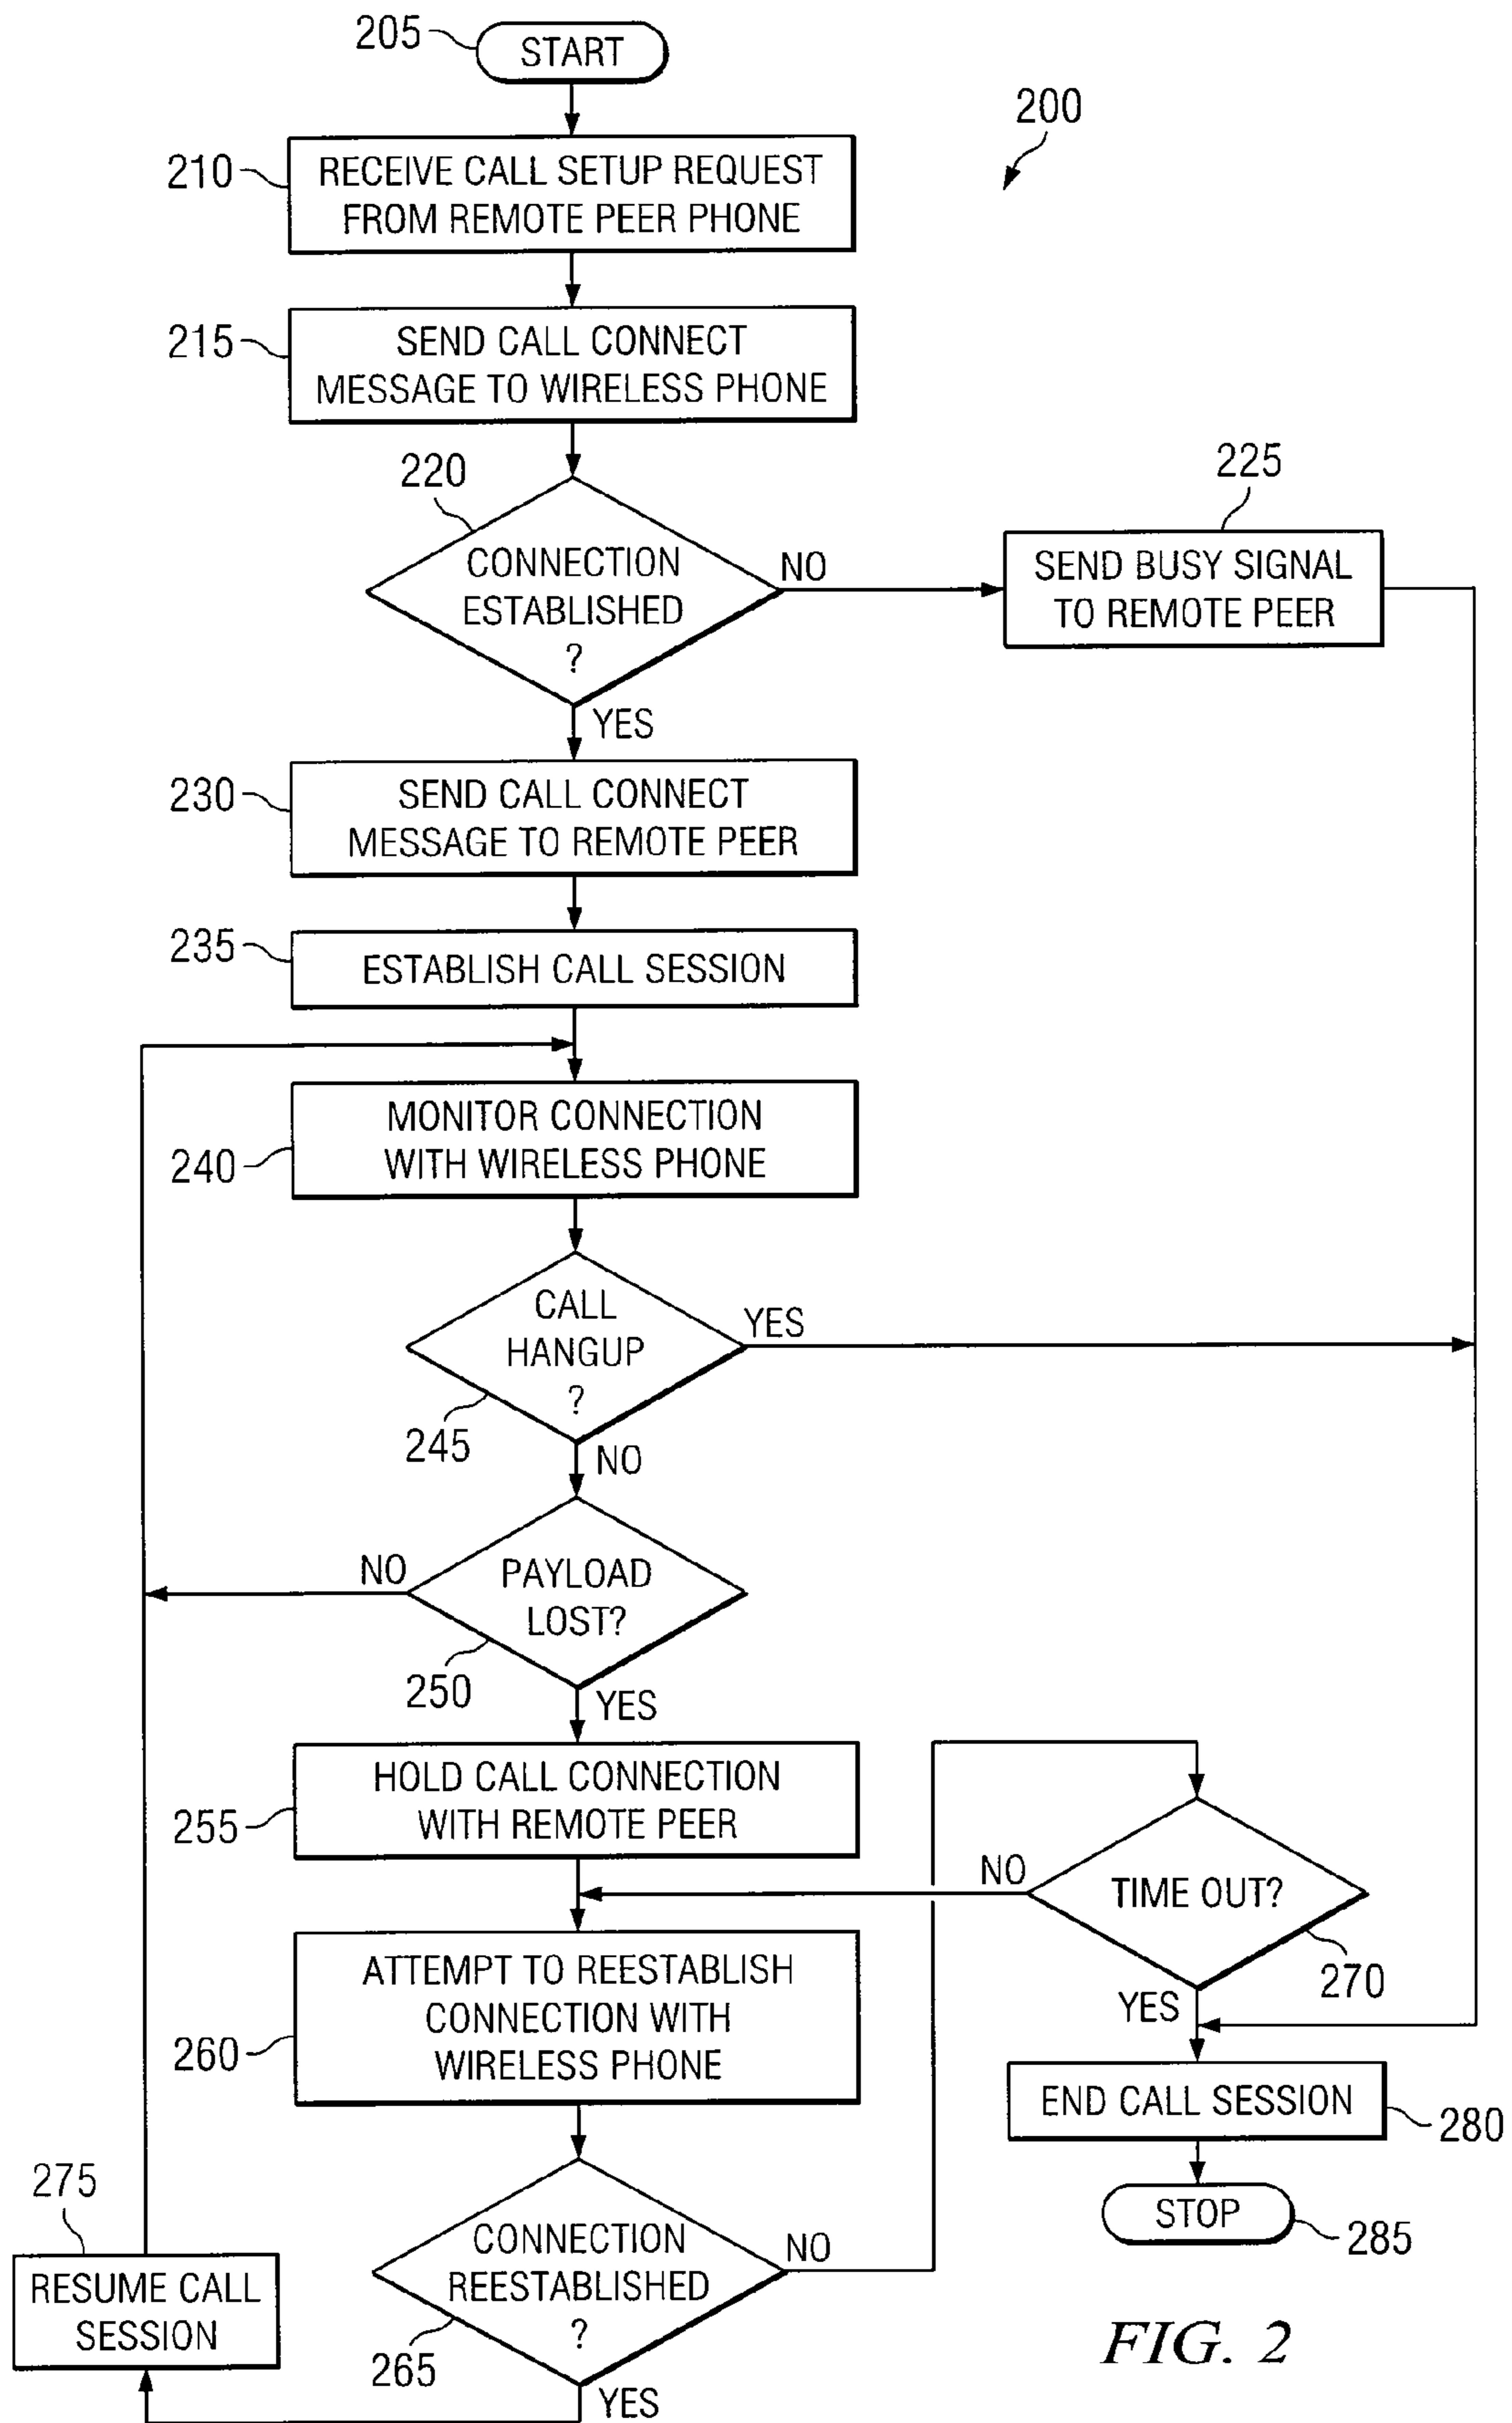 205
START
200
210
RECEIVE CALL SETUP REQUEST
FROM REMOTE PEER PHONE
215
SEND CALL CONNECT
MESSAGE TO WIRELESS PHONE
220
CONNECTION
ESTABLISHED
?
NO
225
SEND BUSY SIGNAL
TO REMOTE PEER
YES
230
SEND CALL CONNECT
MESSAGE TO REMOTE PEER
235
ESTABLISH CALL SESSION
240
MONITOR CONNECTION
WITH WIRELESS PHONE
CALL
HANGUP
?
YES
245
NO
PAYLOAD
LOST?
NO
250
YES
255
HOLD CALL CONNECTION
WITH REMOTE PEER
NO
TIME OUT?
270
YES
260
ATTEMPT TO REESTABLISH
CONNECTION WITH
WIRELESS PHONE
END CALL SESSION
280
STOP
285
275
RESUME CALL
SESSION
CONNECTION
REESTABLISHED
?
NO
265
YES
FIG. 2